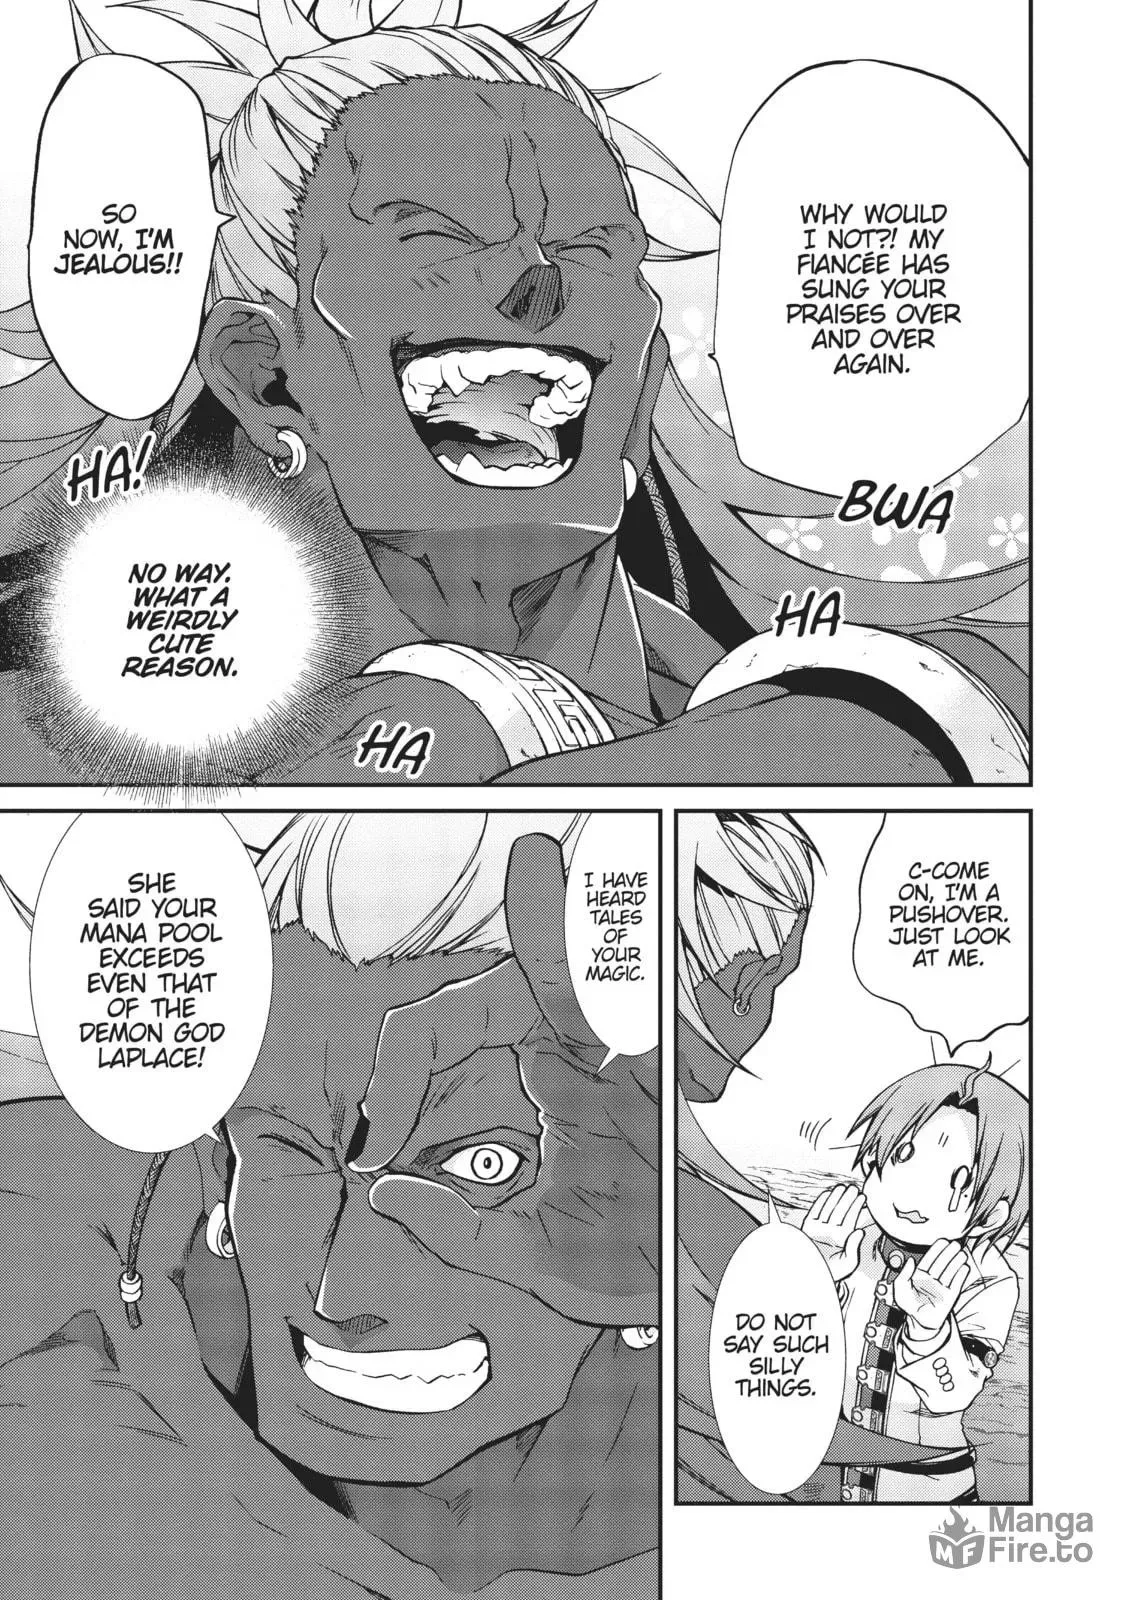 WHY WOULD
I NOT?! MY
FIANCÉE HAS
SUNG YOUR
PRAISES OVER
AND OVER
AGAIN.
SO
NOW, I'M
JEALOUS!!
BWA
HA
HA
HA!
NO WAY.
WHAT A
WEIRDLY
CUTE
REASON.
C-COME
ON, I'M A
PUSHOVER.
JUST LOOK
AT ME.
DO NOT
SAY SUCH
SILLY
THINGS.
I HAVE
HEARD
TALES
OF
YOUR
MAGIC.
SHE
SAID YOUR
MANA POOL
EXCEEDS
EVEN THAT
OF THE
DEMON GOD
LAPLACE!
MF
Manga
Fire.to